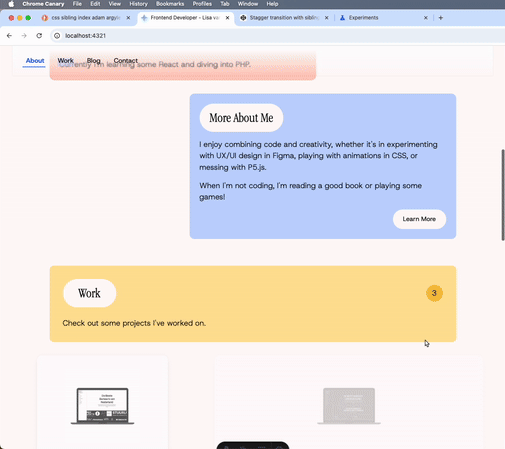 Chrome Canary File Edit View History Bookmarks Profiles Tab Window Help
css sibling index adam argyle
Frontend Developer - Lisa va
Stagger transition with sibling
Experiments
localhost:4321
About Work Blog Contact
Currently I'm learning some React and diving into PHP.
More About Me
I enjoy combining code and creativity, whether it's in experimenting
with UX/UI design in Figma, playing with animations in CSS, or
messing with P5.js.
When I'm not coding, I'm reading a good book or playing some
games!
Learn More
Work
3
Check out some projects I've worked on.